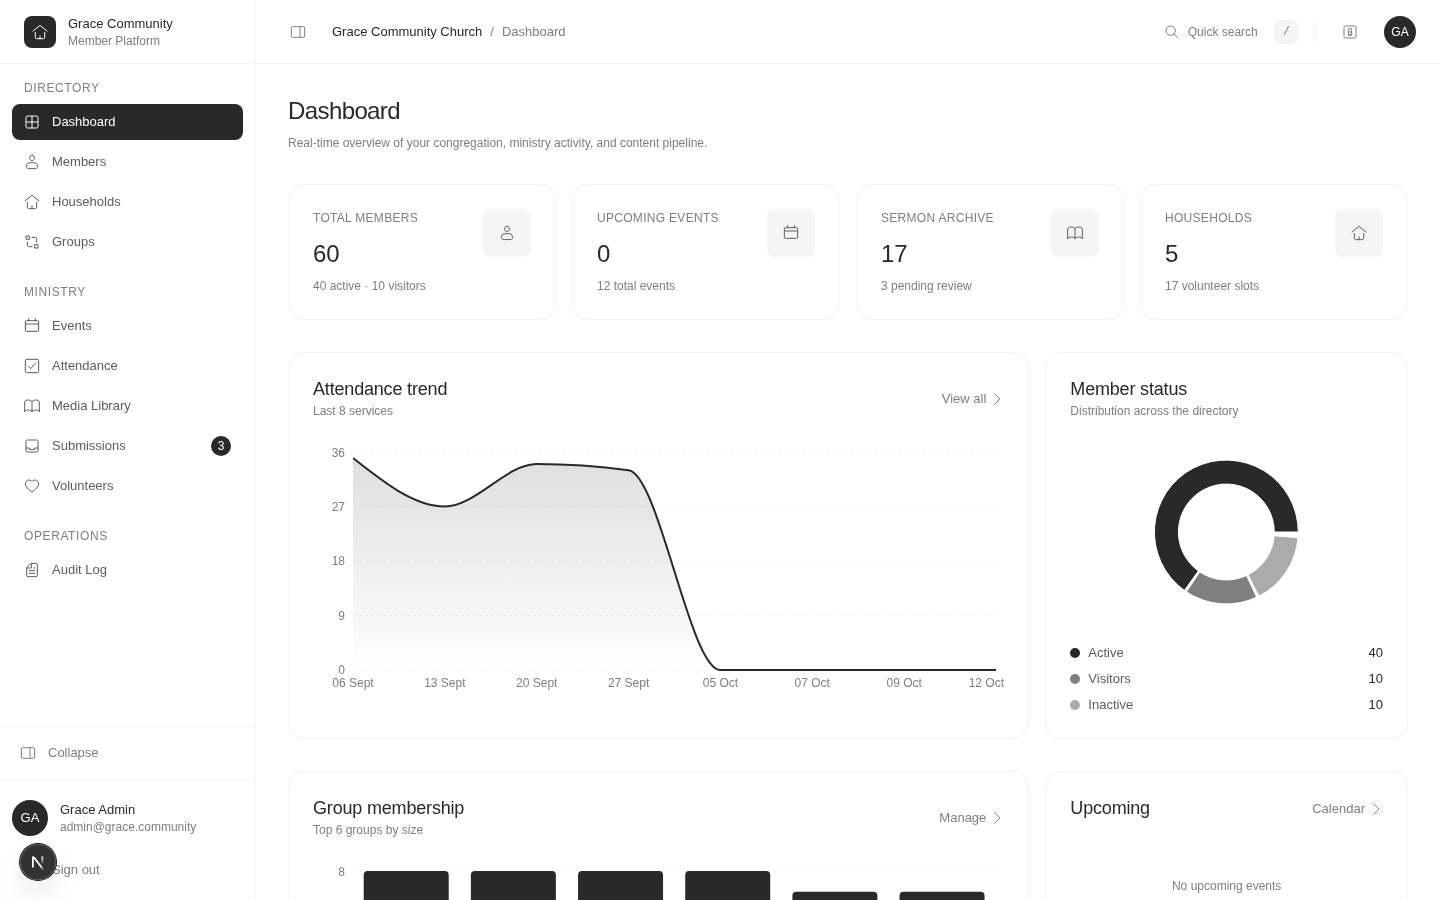 Grace Community
Member Platform
DIRECTORY
Dashboard
Members
Households
Groups
MINISTRY
Events
Attendance
Media Library
Submissions 3
Volunteers
OPERATIONS
Audit Log
Collapse
GA
Grace Admin
admin@grace.community
N
Sign out
Grace Community Church / Dashboard
Quick search /
GA
Dashboard
Real-time overview of your congregation, ministry activity, and content pipeline.
TOTAL MEMBERS
60
40 active · 10 visitors
UPCOMING EVENTS
0
12 total events
SERMON ARCHIVE
17
3 pending review
HOUSEHOLDS
5
17 volunteer slots
Attendance trend
Last 8 services
View all
36
27
18
9
0
06 Sept 13 Sept 20 Sept 27 Sept 05 Oct 07 Oct 09 Oct 12 Oct
Member status
Distribution across the directory
Active 40
Visitors 10
Inactive 10
Group membership
Top 6 groups by size
Manage
8
Upcoming
Calendar
No upcoming events